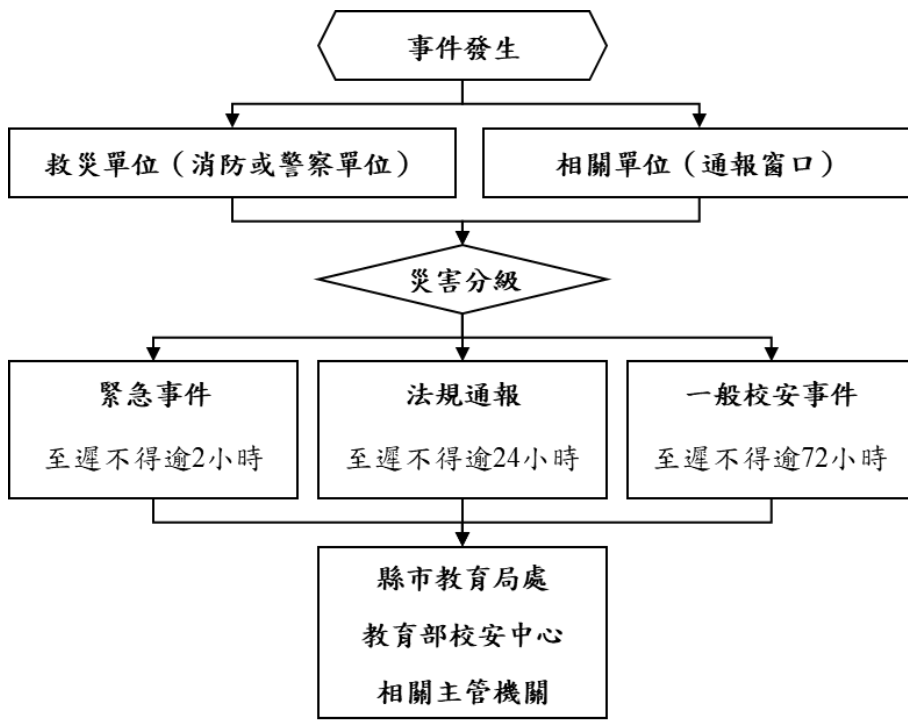 事件發生
救災單位（消防或警察單位）
相關單位（通報窗口）
災害分級
緊急事件
至遲不得逾2小時
法規通報
至遲不得逾24小時
一般校安事件
至遲不得逾72小時
縣市教育局處
教育部校安中心
相關主管機關